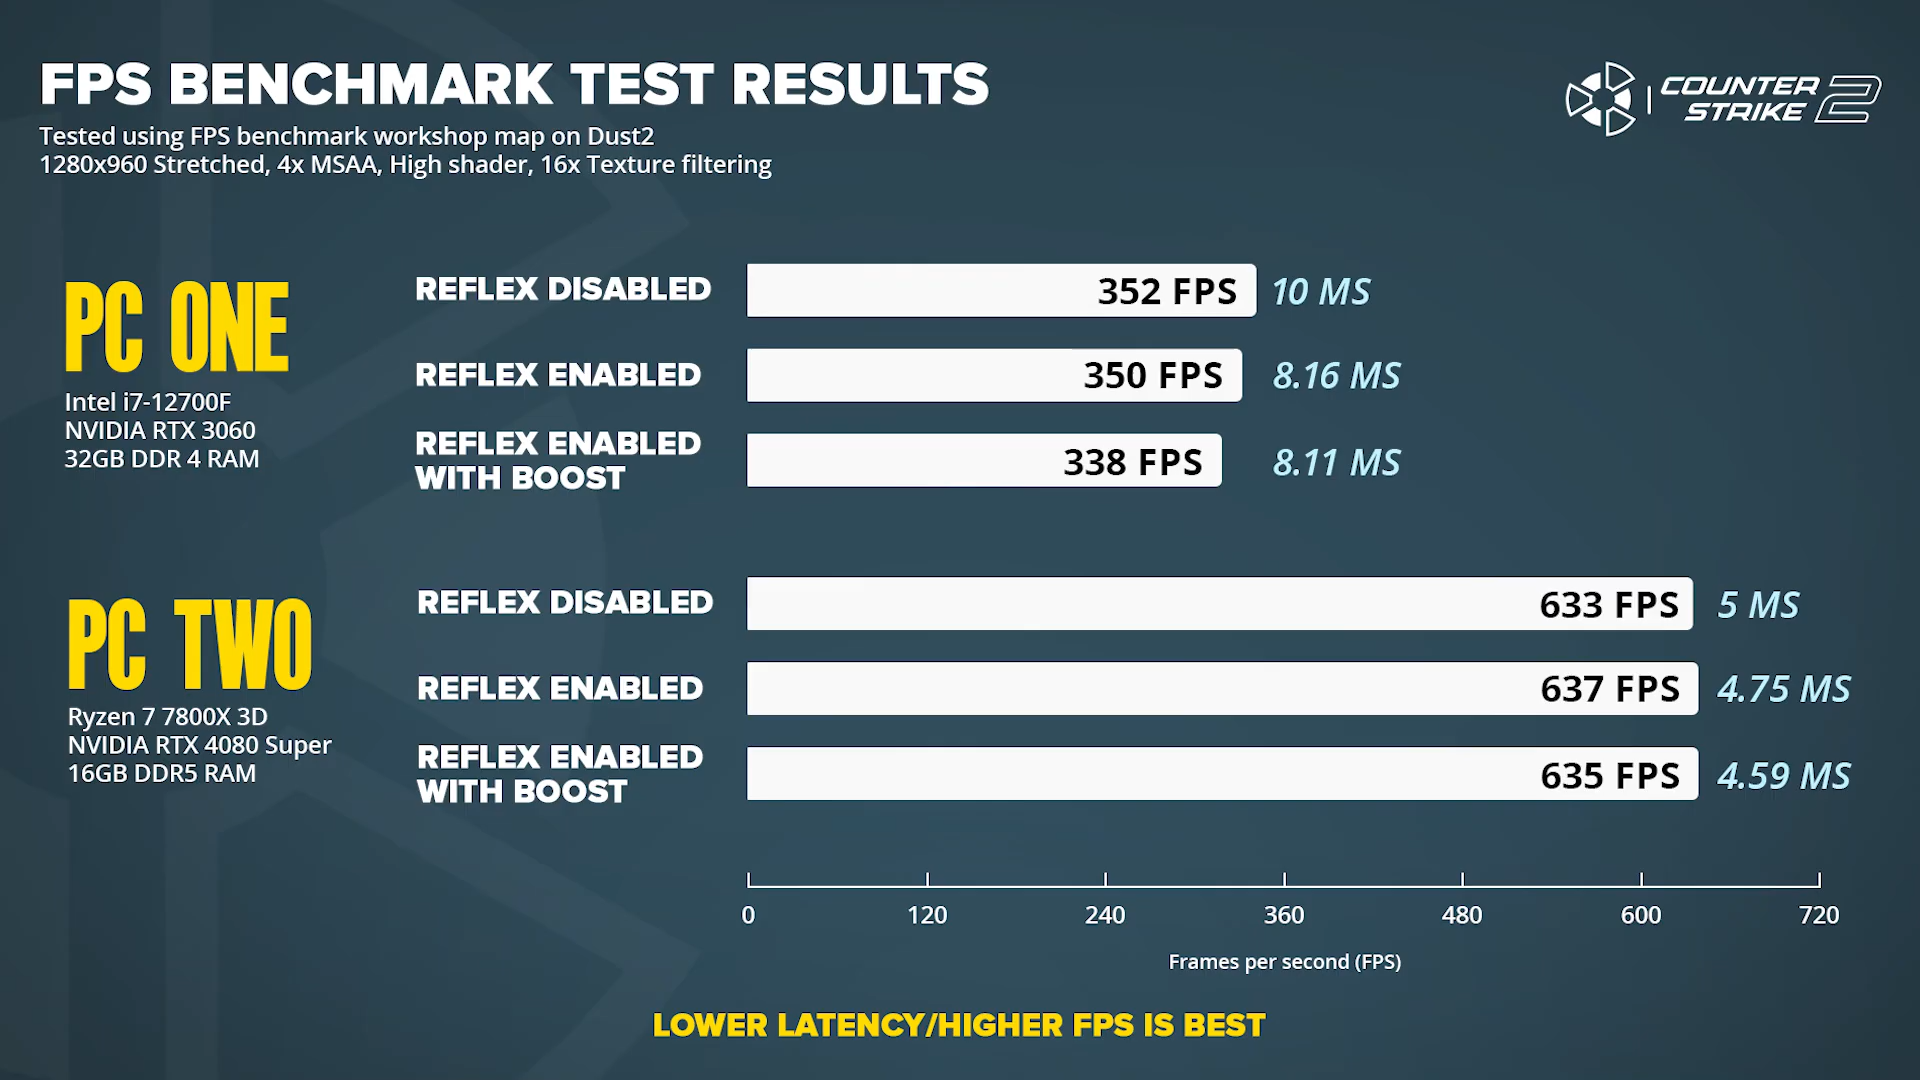 FPS BENCHMARK TEST RESULTS
Tested using FPS benchmark workshop map on Dust2
1280x960 Stretched, 4x MSAA, High shader, 16x Texture filtering
COUNTER
STRIKE 2
PC ONE
Intel i7-12700F
NVIDIA RTX 3060
32GB DDR 4 RAM
REFLEX DISABLED
352 FPS
10 MS
REFLEX ENABLED
350 FPS
8.16 MS
REFLEX ENABLED
WITH BOOST
338 FPS
8.11 MS
PC TWO
Ryzen 7 7800X 3D
NVIDIA RTX 4080 Super
16GB DDR5 RAM
REFLEX DISABLED
633 FPS
5 MS
REFLEX ENABLED
637 FPS
4.75 MS
REFLEX ENABLED
WITH BOOST
635 FPS
4.59 MS
0 120 240 360 480 600 720
Frames per second (FPS)
LOWER LATENCY/HIGHER FPS IS BEST